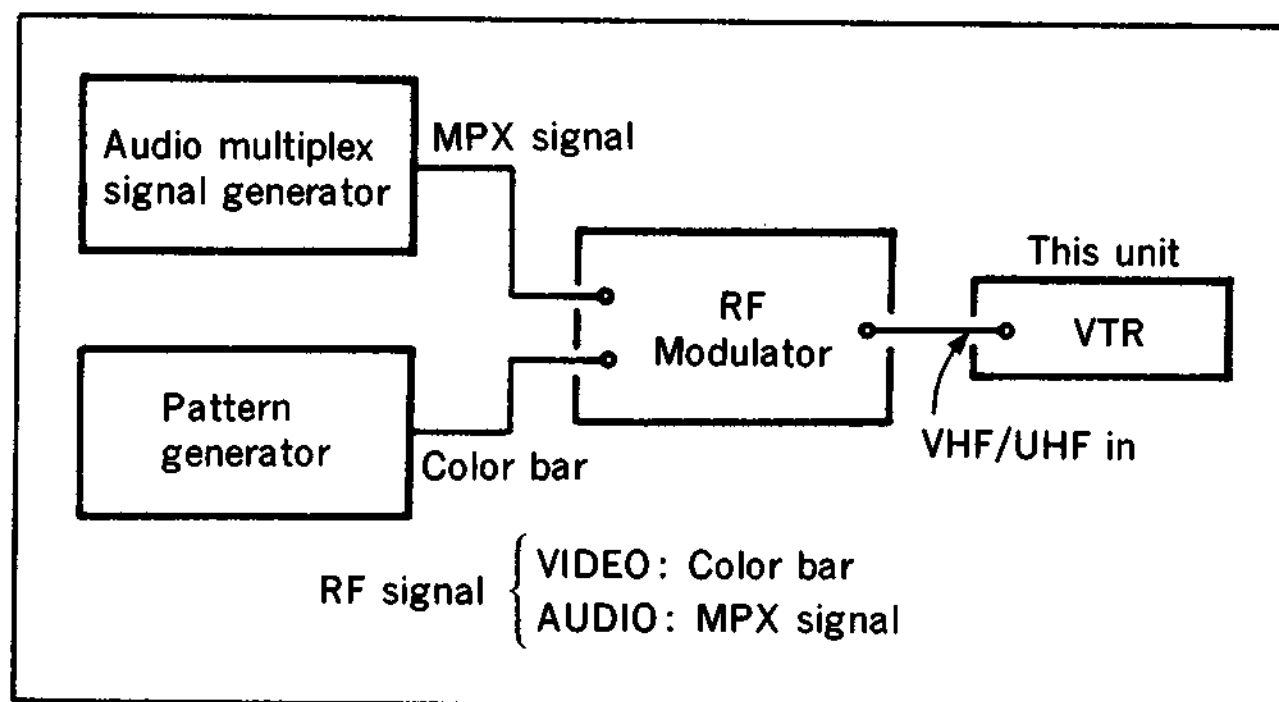 Audio multiplex
signal generator
MPX signal
Pattern
generator
Color bar
RF
Modulator
This unit
VTR
VHF/UHF in
RF signal
VIDEO: Color bar
AUDIO: MPX signal